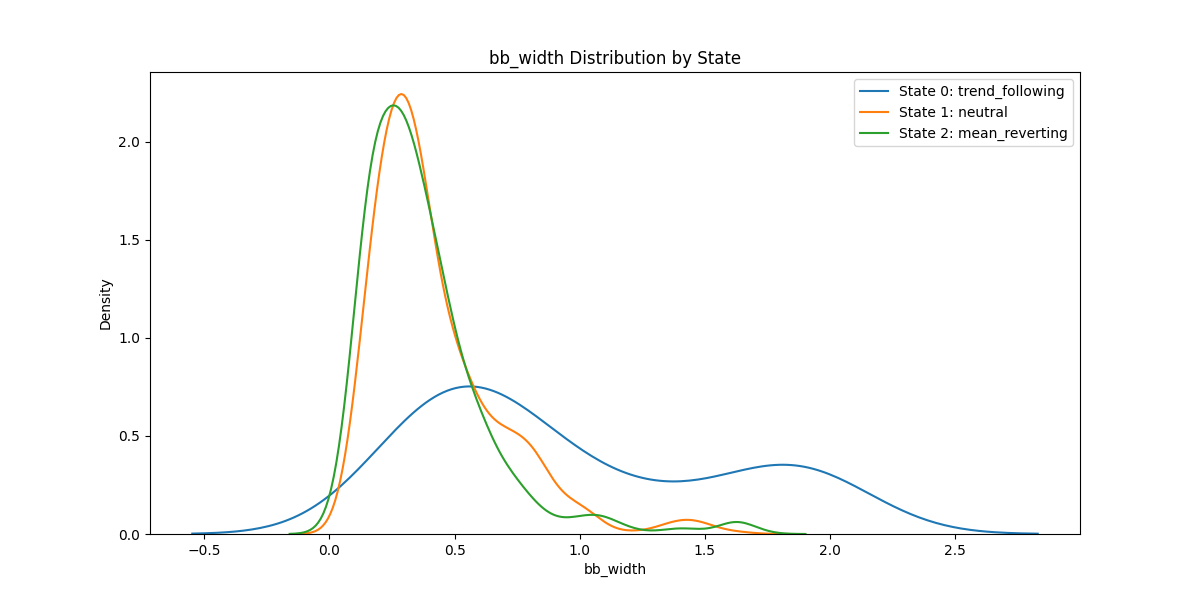 bb_width Distribution by State
State 0: trend_following
State 1: neutral
State 2: mean_reverting
Density
2.0
1.5
1.0
0.5
0.0
−0.5
0.0
0.5
1.0
1.5
2.0
2.5
bb_width